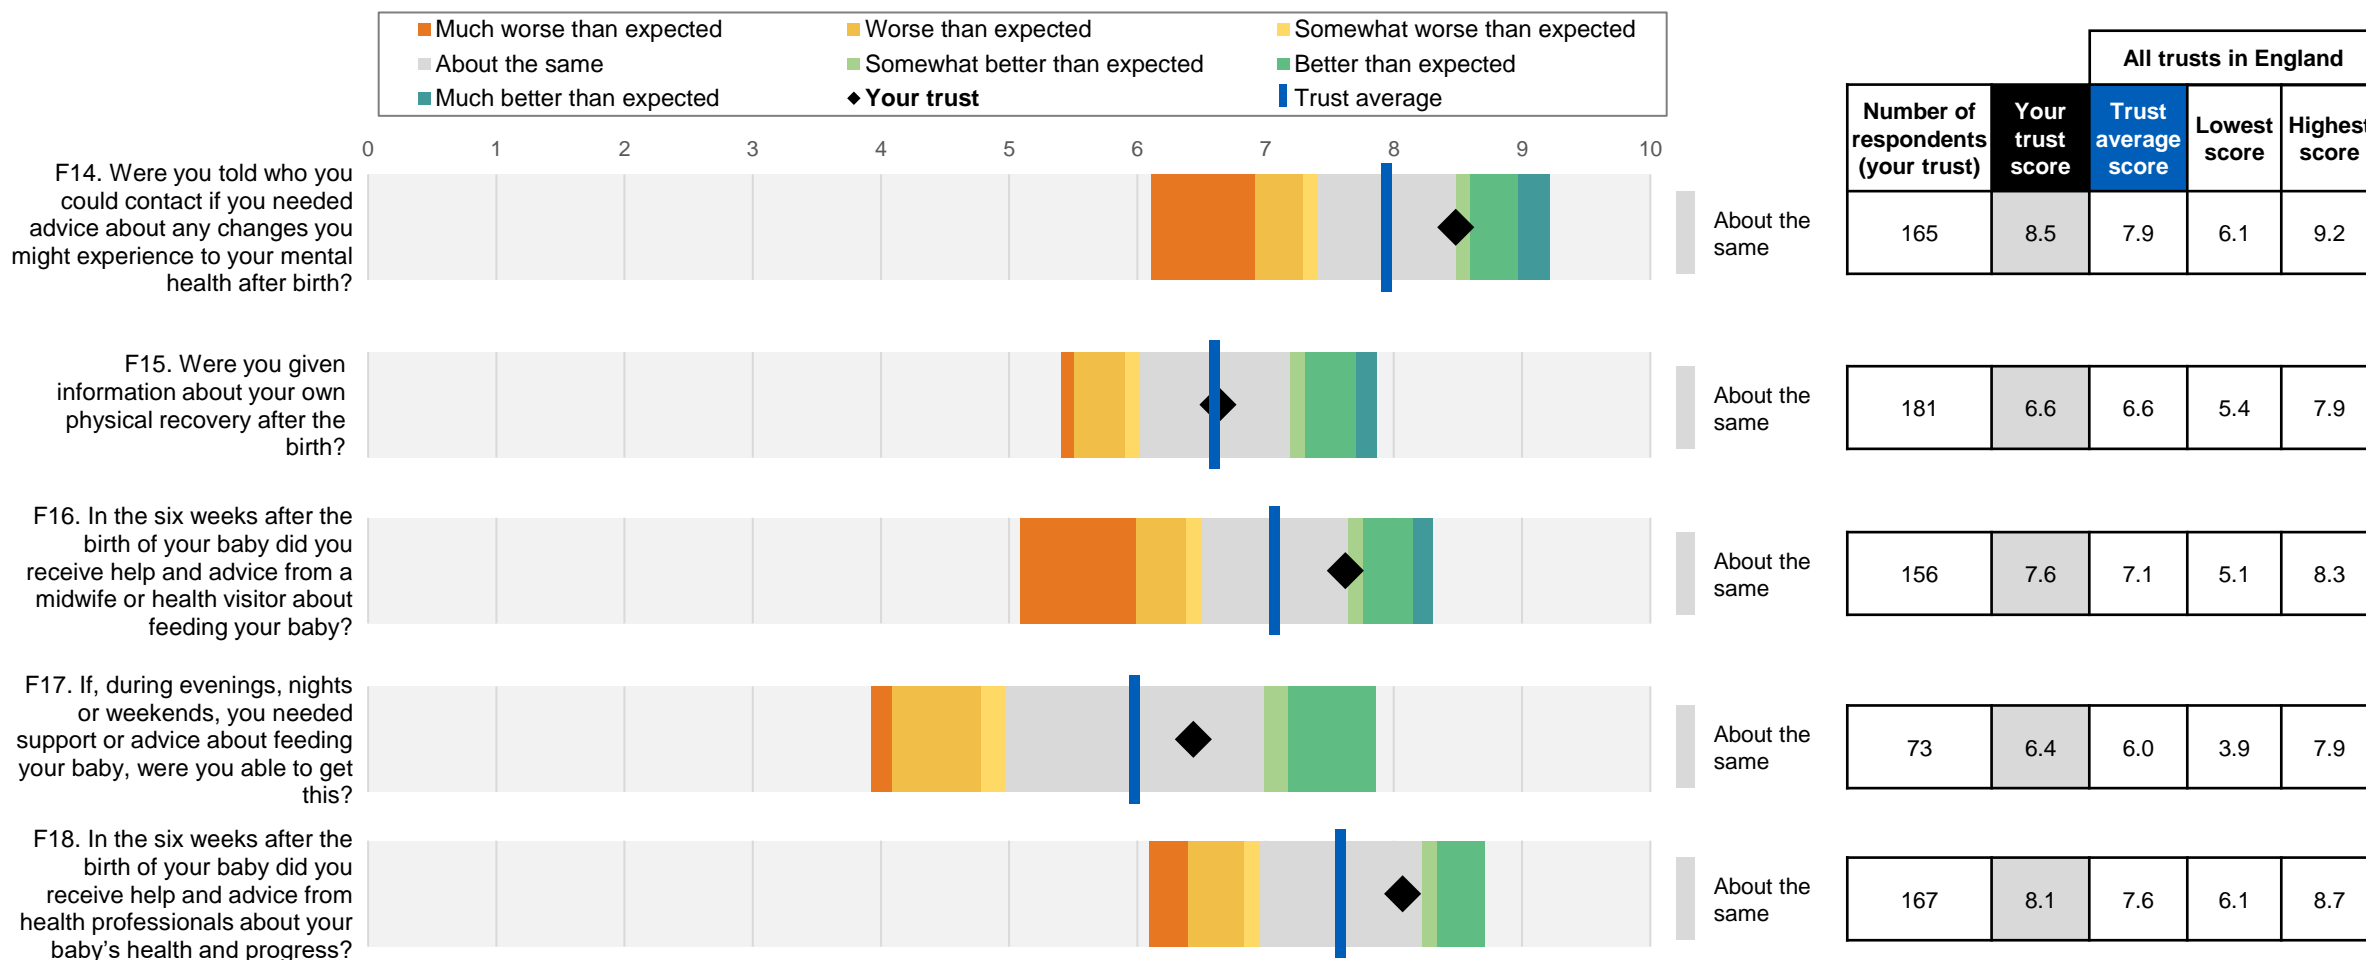 Much worse than expected
Worse than expected
Somewhat worse than expected
About the same
Somewhat better than expected
Better than expected
Much better than expected
Your trust
Trust average
All trusts in England
Number of
respondents
(your trust)
Your
trust
score
Trust
average
score
Lowest
score
Highest
score
0 1 2 3 4 5 6 7 8 9 10
F14. Were you told who you
could contact if you needed
advice about any changes you
might experience to your mental
health after birth?
About the
same
165 8.5 7.9 6.1 9.2
F15. Were you given
information about your own
physical recovery after the
birth?
About the
same
181 6.6 6.6 5.4 7.9
F16. In the six weeks after the
birth of your baby did you
receive help and advice from a
midwife or health visitor about
feeding your baby?
About the
same
156 7.6 7.1 5.1 8.3
F17. If, during evenings, nights
or weekends, you needed
support or advice about feeding
your baby, were you able to get
this?
About the
same
73 6.4 6.0 3.9 7.9
F18. In the six weeks after the
birth of your baby did you
receive help and advice from
health professionals about your
baby’s health and progress?
About the
same
167 8.1 7.6 6.1 8.7